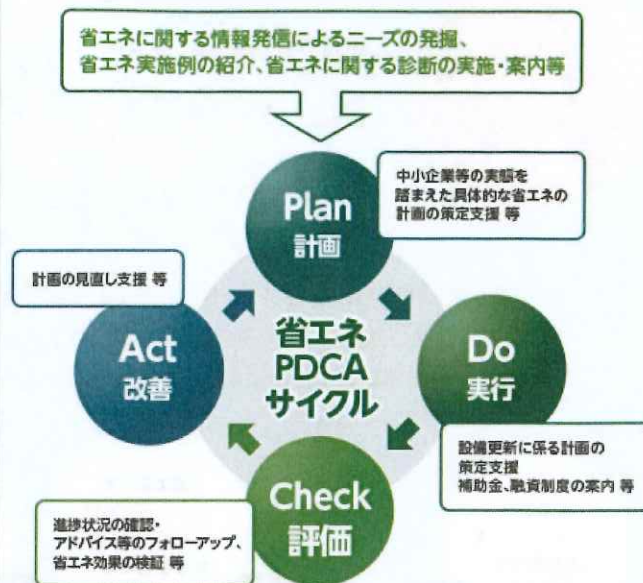 省エネに関する情報発信によるニーズの発掘、
省エネ実施例の紹介、省エネに関する診断の実施・案内等
Plan
計画
中小企業等の実態を
踏まえた具体的な省エネの
計画の策定支援 等
計画の見直し支援 等
Act
改善
省エネ
PDCA
サイクル
Do
実行
設備更新に係る計画の
策定支援
補助金、融資制度の案内 等
Check
評価
進捗状況の確認・
アドバイス等のフォローアップ、
省エネ効果の検証 等